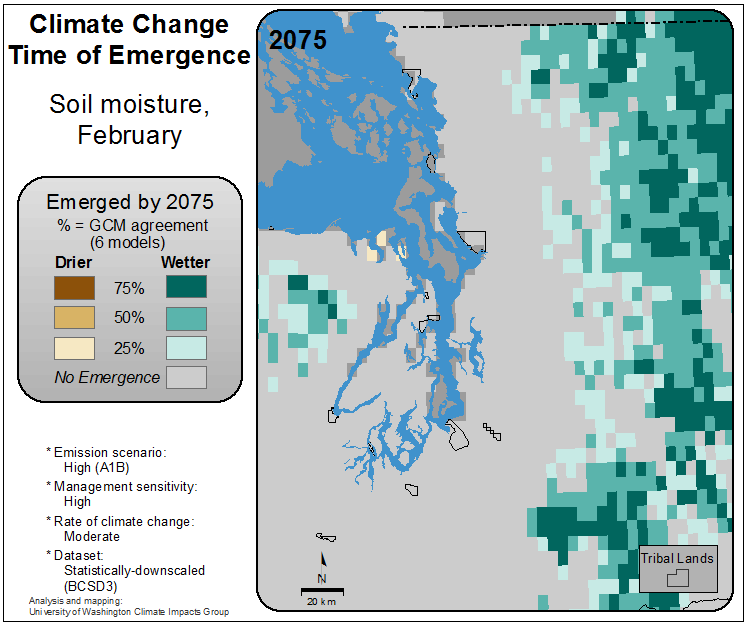 Climate Change
Time of Emergence
Soil moisture,
February
Emerged by 2075
% = GCM agreement
(6 models)
Drier Wetter
75%
50%
25%
No Emergence
* Emission scenario:
High (A1B)
* Management sensitivity:
High
* Rate of climate change:
Moderate
* Dataset:
Statistically-downscaled
(BCSD3)
Analysis and mapping:
University of Washington Climate Impacts Group
2075
N
20 km
Tribal Lands